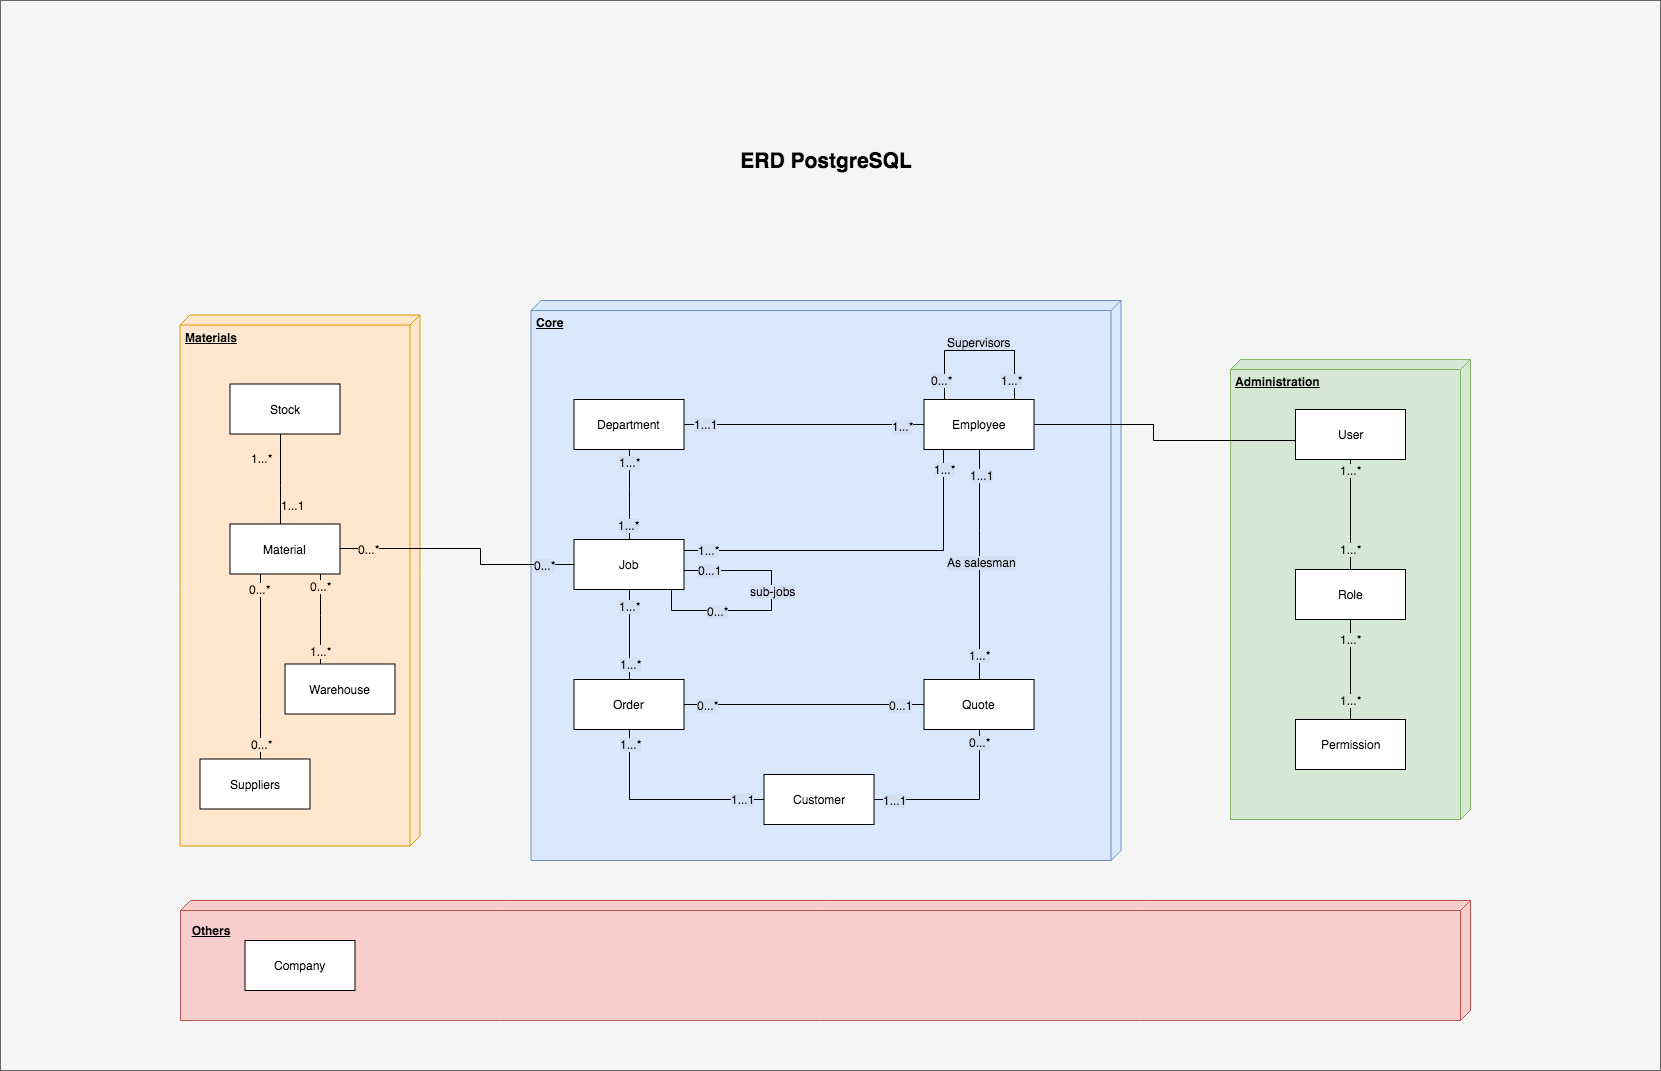 ERD PostgreSQL
Materials
Stock
1...*
1...1
Material
0...*
0...*
0...*
1...*
Warehouse
0...*
Suppliers
Core
Supervisors
0...*
1...*
Department
1...1
1...*
Employee
1...*
1...*
1...*
1...1
0...*
Job
1...*
0...1
sub-jobs
0...*
As salesman
1...*
1...*
1...*
Order
0...*
0...1
Quote
1...*
0...*
1...1
Customer
1...1
Administration
User
1...*
1...*
Role
1...*
1...*
Permission
Others
Company